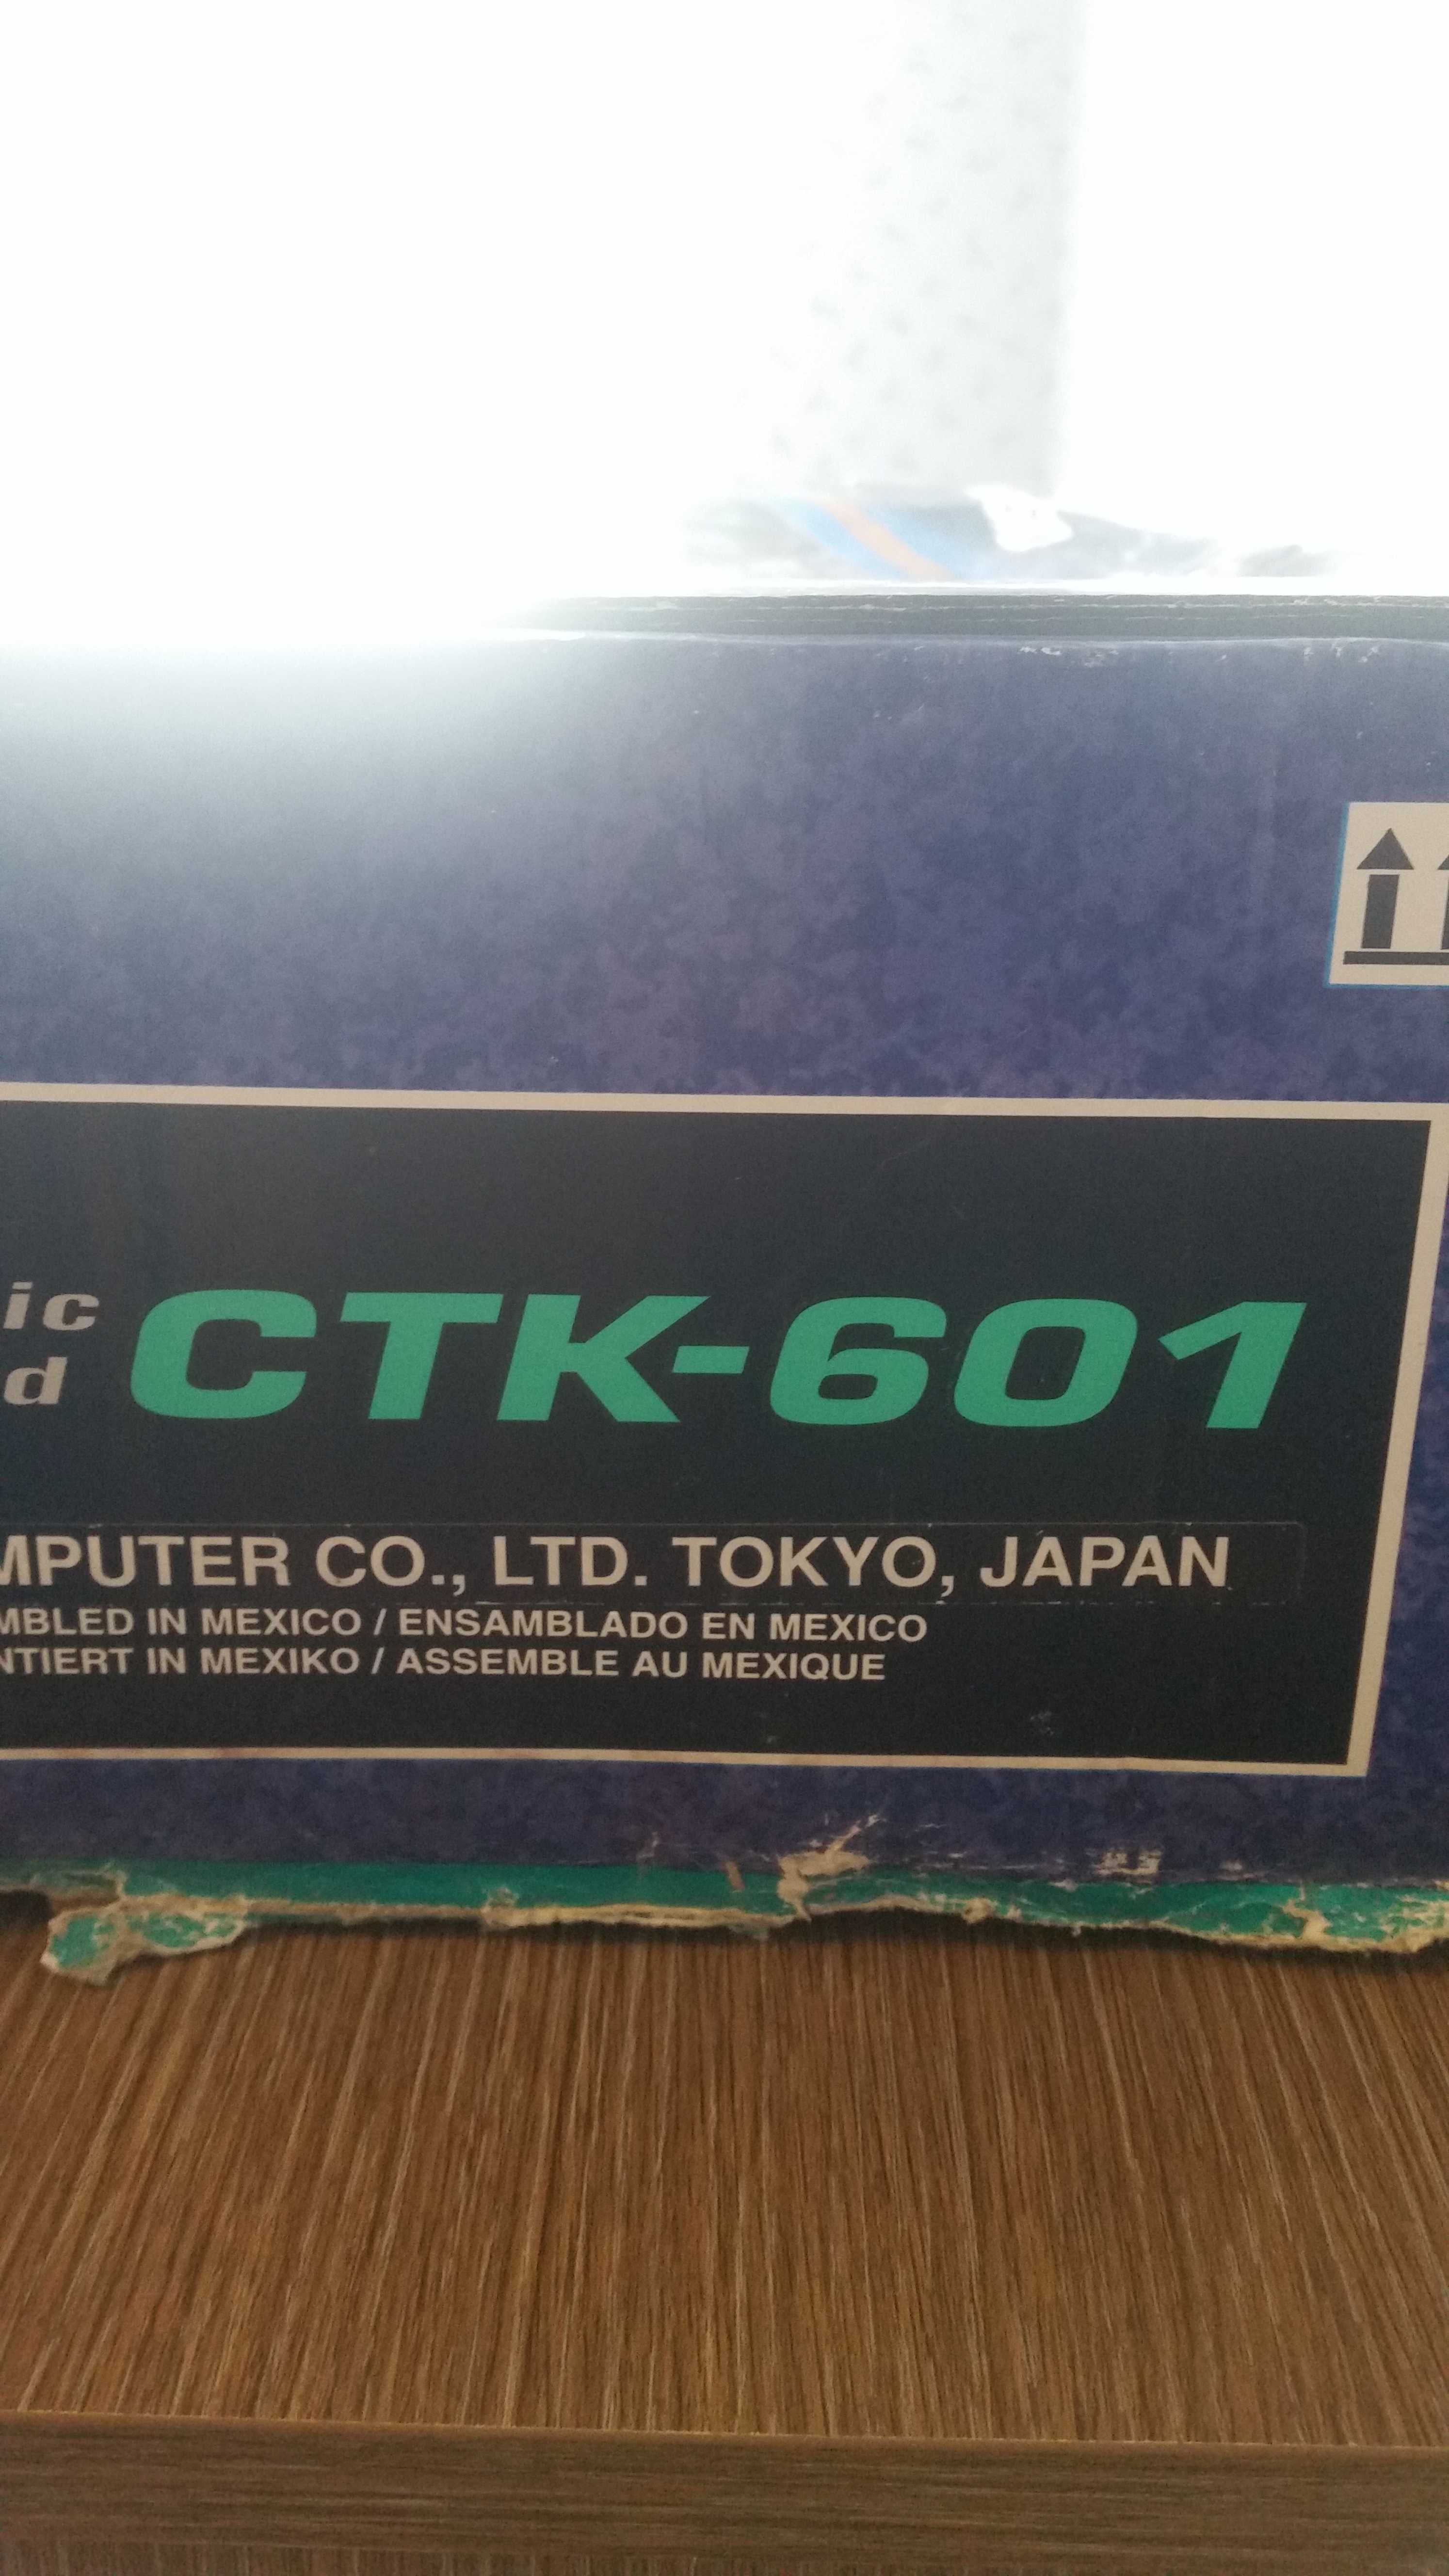 ic
d
CTK-601
MPUTER CO., LTD. TOKYO, JAPAN
MBLED IN MEXICO / ENSAMBLADO EN MEXICO
NTIERT IN MEXIKO / ASSEMBLE AU MEXIQUE